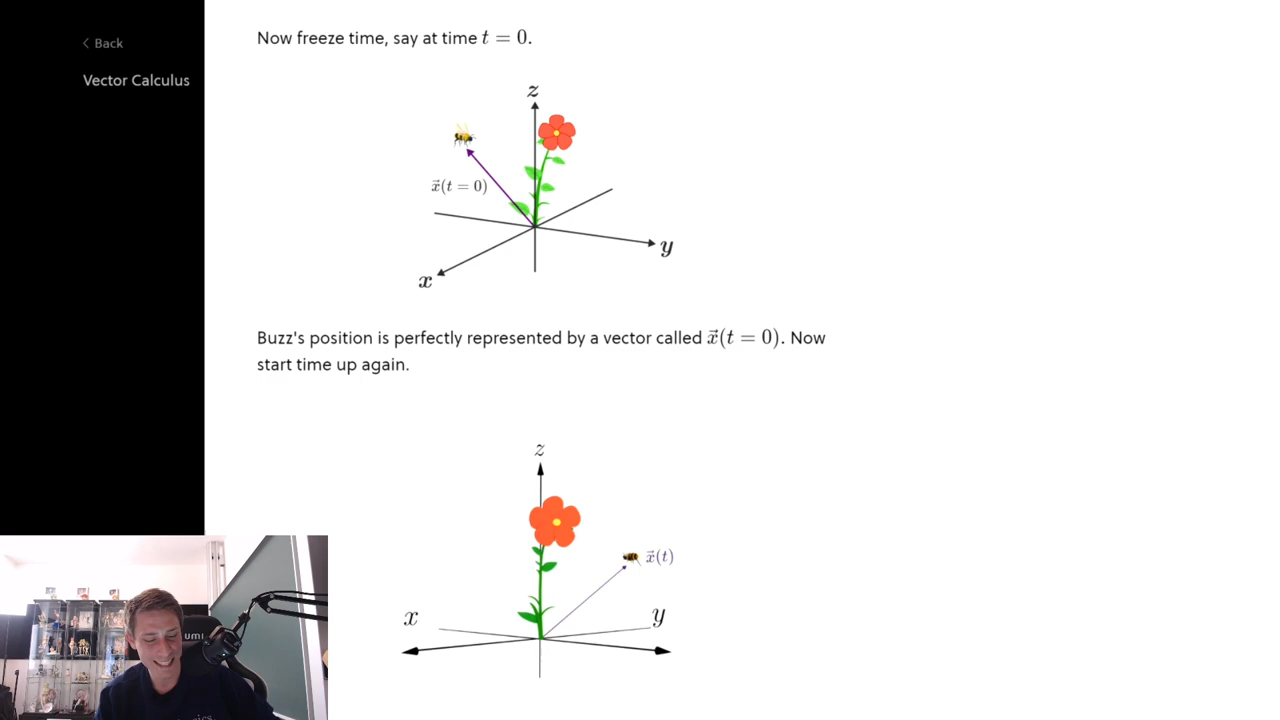 < Back
Vector Calculus
Now freeze time, say at time t = 0.
z
x⃗(t = 0)
y
x
Buzz's position is perfectly represented by a vector called x⃗(t = 0). Now
start time up again.
z
x⃗(t)
x
y
UMI